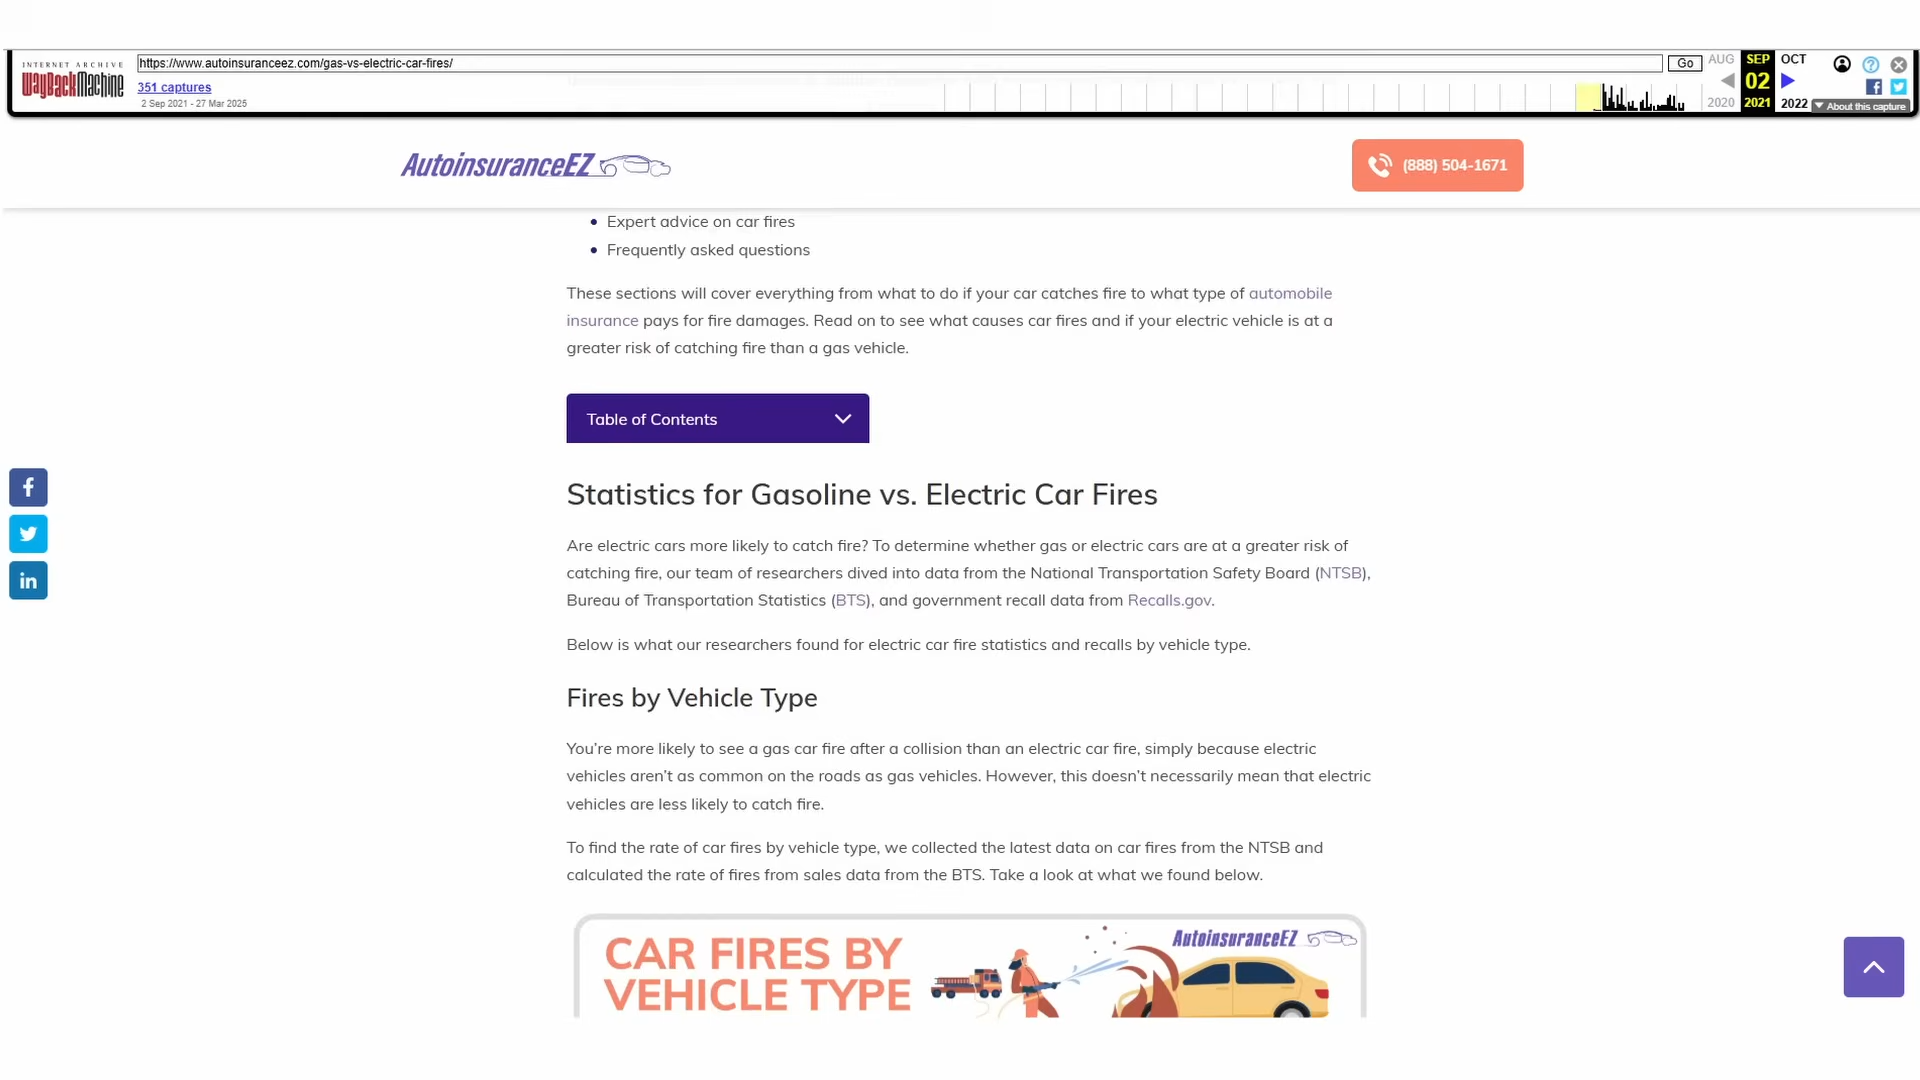 INTERNET ARCHIVE
WayBackMachine
https://www.autoinsuranceez.com/gas-vs-electric-car-fires/
Go
351 captures
2 Sep 2021 - 27 Mar 2025
AUG SEP OCT
02
2020 2021 2022
About this capture
AutoinsuranceEZ
(888) 504-1671
Expert advice on car fires
Frequently asked questions
These sections will cover everything from what to do if your car catches fire to what type of automobile
insurance pays for fire damages. Read on to see what causes car fires and if your electric vehicle is at a
greater risk of catching fire than a gas vehicle.
Table of Contents
Statistics for Gasoline vs. Electric Car Fires
Are electric cars more likely to catch fire? To determine whether gas or electric cars are at a greater risk of
catching fire, our team of researchers dived into data from the National Transportation Safety Board (NTSB),
Bureau of Transportation Statistics (BTS), and government recall data from Recalls.gov.
Below is what our researchers found for electric car fire statistics and recalls by vehicle type.
Fires by Vehicle Type
You’re more likely to see a gas car fire after a collision than an electric car fire, simply because electric
vehicles aren’t as common on the roads as gas vehicles. However, this doesn’t necessarily mean that electric
vehicles are less likely to catch fire.
To find the rate of car fires by vehicle type, we collected the latest data on car fires from the NTSB and
calculated the rate of fires from sales data from the BTS. Take a look at what we found below.
CAR FIRES BY
VEHICLE TYPE
AutoinsuranceEZ